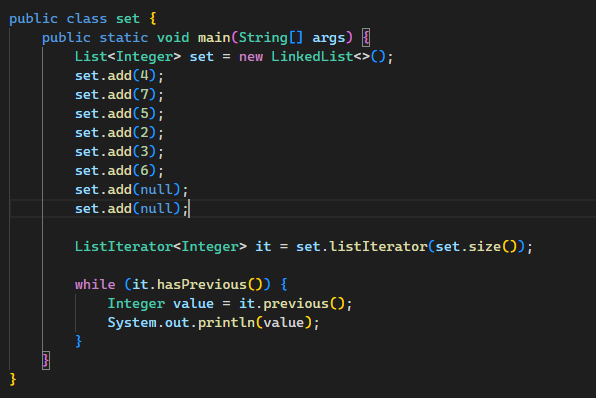 public class set {
    public static void main(String[] args) {
        List<Integer> set = new LinkedList<>();
        set.add(4);
        set.add(7);
        set.add(5);
        set.add(2);
        set.add(3);
        set.add(6);
        set.add(null);
        set.add(null);
        ListIterator<Integer> it = set.listIterator(set.size());
        while (it.hasPrevious()) {
            Integer value = it.previous();
            System.out.println(value);
        }
    }
}